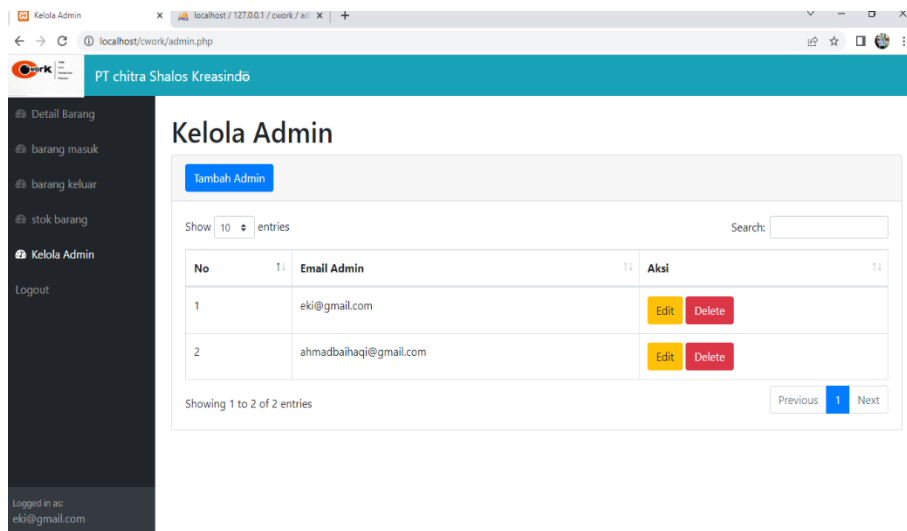 Kelola Admin
localhost / 127.0.0.1 / cwork / ad
localhost/cwork/admin.php
work
PT chitra Shalos Kreasindo
Detail Barang
barang masuk
barang keluar
stok barang
Kelola Admin
Logout
Kelola Admin
Tambah Admin
Show 10 entries
Search:
No Email Admin Aksi
1 eki@gmail.com Edit Delete
2 ahmadbaihaqi@gmail.com Edit Delete
Showing 1 to 2 of 2 entries
Previous 1 Next
Logged in as:
eki@gmail.com